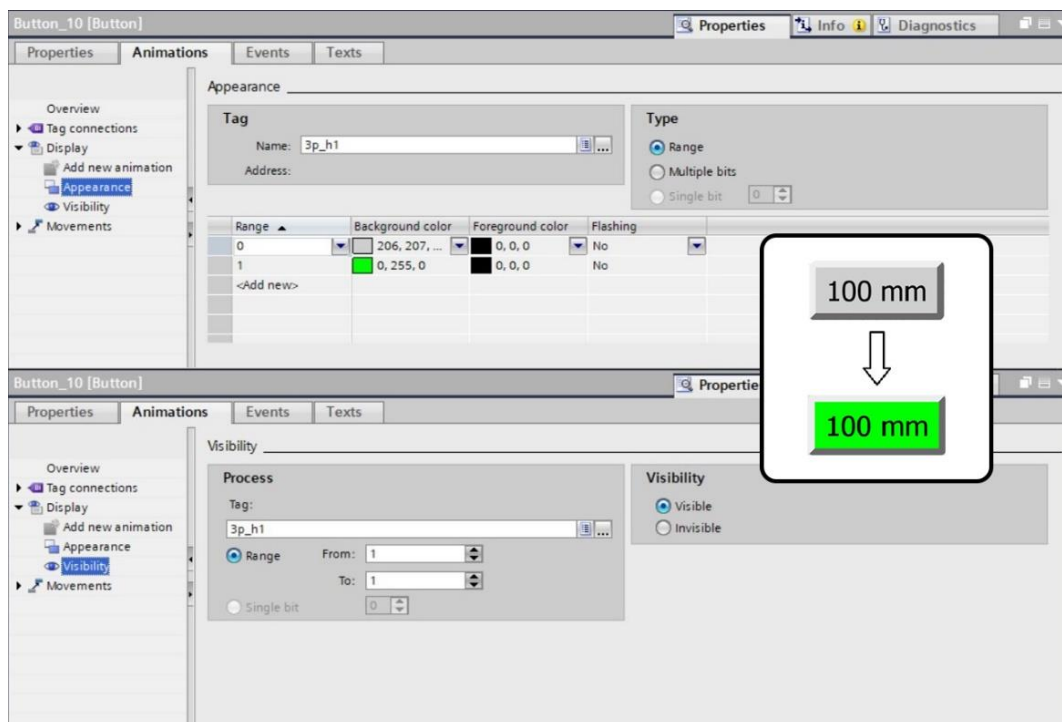 Button_10 [Button]
Properties
Info
Diagnostics
Properties
Animations
Events
Texts
Overview
Tag connections
Display
Add new animation
Appearance
Visibility
Movements
Appearance
Tag
Name: 3p_h1
Address:
Type
Range
Multiple bits
Single bit 0
Range Background color Foreground color Flashing
0 206, 207, ... 0, 0, 0 No
1 0, 255, 0 0, 0, 0 No
<Add new>
100 mm
100 mm
Button_10 [Button]
Propertie
Properties
Animations
Events
Texts
Overview
Tag connections
Display
Add new animation
Appearance
Visibility
Movements
Visibility
Process
Tag:
3p_h1
Range From: 1
To: 1
Single bit 0
Visibility
Visible
Invisible